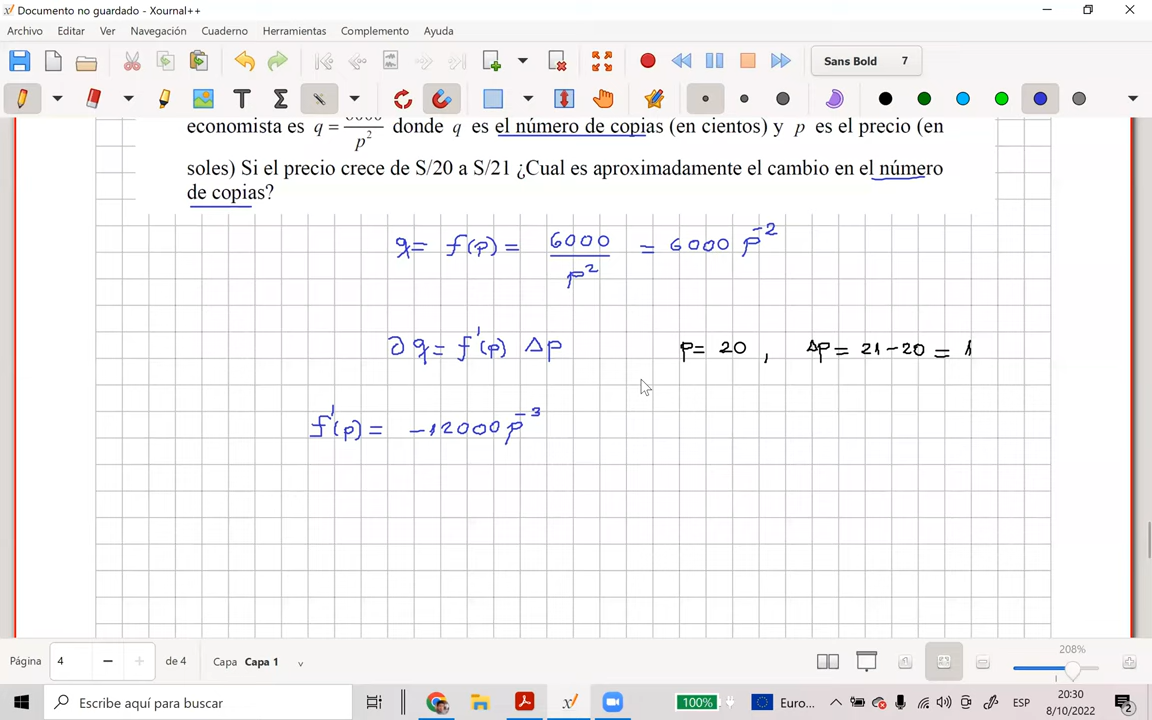 Documento no guardado - Xournal++
Archivo Editar Ver Navegación Cuaderno Herramientas Complemento Ayuda
Sans Bold 7
economista es q = 6000/p² donde q es el número de copias (en cientos) y p es el precio (en
soles) Si el precio crece de S/20 a S/21 ¿Cual es aproximadamente el cambio en el número
de copias?
q = f(p) = 6000/p² = 6000 p⁻²
∂q = f'(p) Δp p = 20 , Δp = 21 - 20 = 1
f'(p) = -12000 p⁻³
Página 4 de 4 Capa Capa 1 208%
Escribe aquí para buscar 100% Euro... ESP 20:30
8/10/2022 2